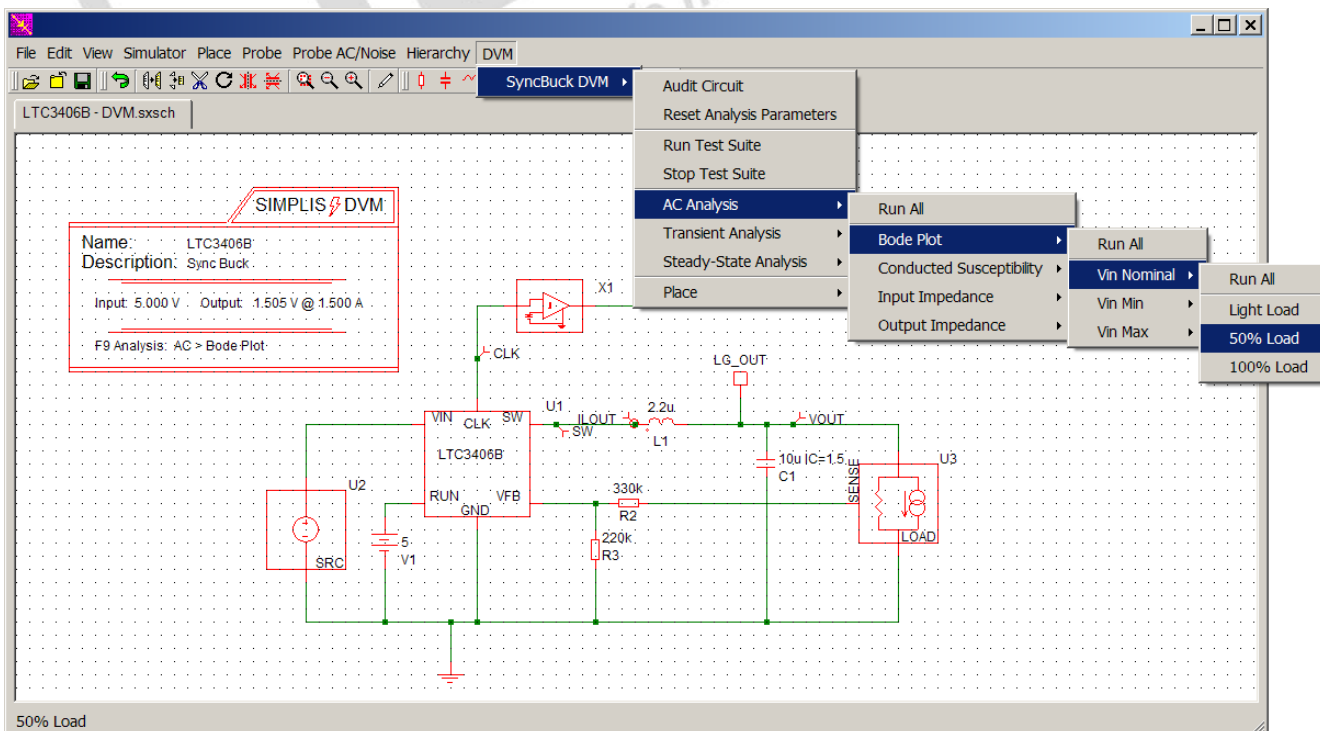 File Edit View Simulator Place Probe Probe AC/Noise Hierarchy DVM
SyncBuck DVM
LTC3406B - DVM.sxsch
Audit Circuit
Reset Analysis Parameters
Run Test Suite
Stop Test Suite
AC Analysis
Transient Analysis
Steady-State Analysis
Place
Run All
Bode Plot
Conducted Susceptibility
Input Impedance
Output Impedance
Run All
Vin Nominal
Vin Min
Vin Max
Run All
Light Load
50% Load
100% Load
SIMPLIS DVM
Name: LTC3406B
Description: Sync Buck
Input: 5.000 V Output: 1.505 V @ 1.500 A
F9 Analysis: AC > Bode Plot
X1
CLK
LG_OUT
U1
VIN CLK SW
ILOUT
SW
2.2u
L1
VOUT
LTC3406B
10u IC=1.5
C1
SENSE
U3
U2
RUN VFB
GND
330k
R2
LOAD
SRC
5
V1
220k
R3
50% Load